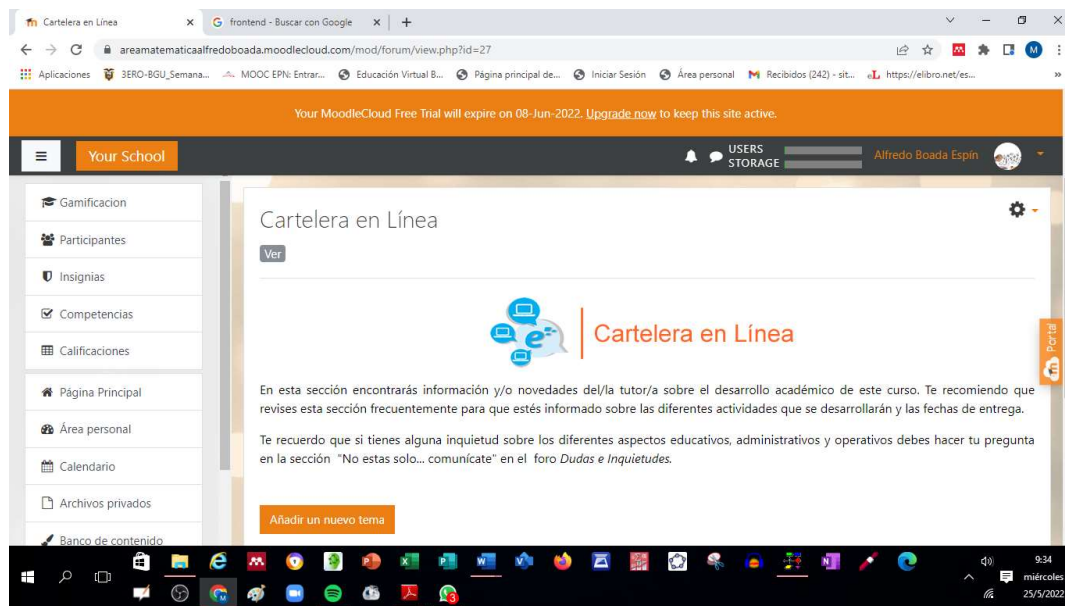 Cartelera en Línea
frontend - Buscar con Google
areamatematicaalfredoboada.moodlecloud.com/mod/forum/view.php?id=27
M
Aplicaciones
3ERO-BGU_Semana...
MOOC EPN: Entrar...
Educación Virtual B...
Página principal de...
Iniciar Sesión
Área personal
Recibidos (242) - sit...
https://elibro.net/es...
Your MoodleCloud Free Trial will expire on 08-Jun-2022. Upgrade now to keep this site active.
Your School
USERS
STORAGE
Alfredo Boada Espín
Gamificacion
Participantes
Insignias
Competencias
Calificaciones
Página Principal
Área personal
Calendario
Archivos privados
Banco de contenido
Cartelera en Línea
Ver
Cartelera en Línea
En esta sección encontrarás información y/o novedades del/la tutor/a sobre el desarrollo académico de este curso. Te recomiendo que
revises esta sección frecuentemente para que estés informado sobre las diferentes actividades que se desarrollarán y las fechas de entrega.
Te recuerdo que si tienes alguna inquietud sobre los diferentes aspectos educativos, administrativos y operativos debes hacer tu pregunta
en la sección "No estas solo... comunícate" en el foro Dudas e Inquietudes.
Añadir un nuevo tema
Portal
9:34
miércoles
25/5/2022